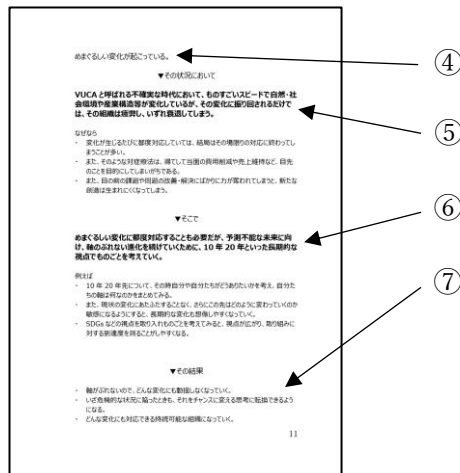 めまぐるしい変化が起こっている。
④
▼その状況において
VUCAと呼ばれる不確実な時代において、ものすごいスピードで自然・社
会環境や産業構造等が変化しているが、その変化に振り回されるだけで
は、その組織は疲弊し、いずれ衰退してしまう。
⑤
なぜなら
・ 変化が生じるたびに都度対応していては、結局はその場限りの対応に終わってし
まうことが多い。
・ また、そのような対症療法は、得てして当面の費用削減や売上維持など、目先
のことを目的にしてしまいがちである。
・ また、目の前の課題や問題の改善・解決にばかりに力が奪われてしまうと、新たな
創造は生まれにくくなってしまう。
▼そこで
⑥
めまぐるしい変化に都度対応することも必要だが、予測不能な未来に向
け、軸のぶれない進化を続けていくために、10年20年といった長期的な
視点でものごとを考えていく。
例えば
⑦
・ 10年20年先について、その時自分や自分たちがどうありたいかを考え、自分た
ちの軸は何なのかをまとめてみる。
・ また、現状の変化にあたふたすることなく、さらにこの先はどのように変わっていくのか
敏感になるようにすると、長期的な変化も想像しやすくなっていく。
・ SDGsなどの視点を取り入れものごとを考えてみると、視点が広がり、取り組みに
対する新達度を測ることがしやすくなる。
▼その結果
・ 軸がぶれないので、どんな変化にも動揺しなくなっていく。
・ いざ危機的な状況に陥ったときも、それをチャンスに変える思考に転換できるよう
になる。
・ どんな変化にも対応できる持続可能な組織になっていく。
11